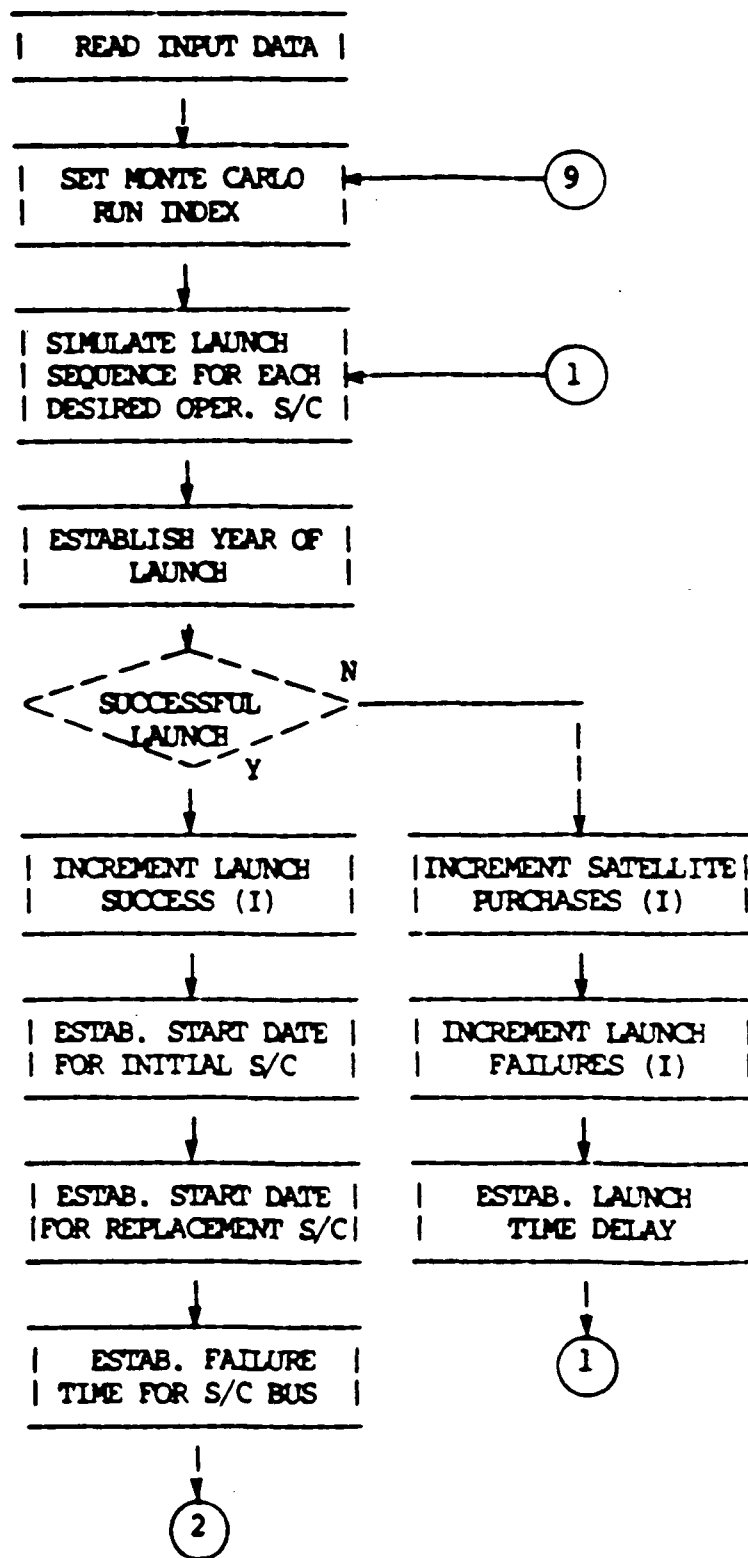 READ INPUT DATA
SET MONTE CARLO
RUN INDEX
9
SIMULATE LAUNCH
SEQUENCE FOR EACH
DESIRED OPER. S/C
1
ESTABLISH YEAR OF
LAUNCH
SUCCESSFUL
LAUNCH
N
Y
INCREMENT LAUNCH
SUCCESS (I)
ESTAB. START DATE
FOR INITIAL S/C
ESTAB. START DATE
FOR REPLACEMENT S/C
ESTAB. FAILURE
TIME FOR S/C BUS
2
INCREMENT SATELLITE
PURCHASES (I)
INCREMENT LAUNCH
FAILURES (I)
ESTAB. LAUNCH
TIME DELAY
1